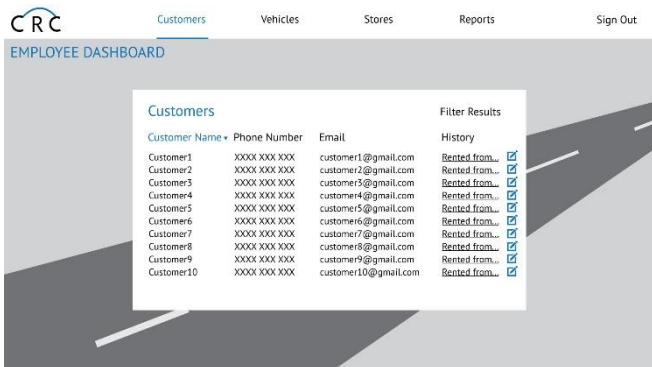 CRC Customers Vehicles Stores Reports Sign Out
EMPLOYEE DASHBOARD
Customers Filter Results
Customer Name Phone Number Email History
Customer1 XXXX XXX XXX customer1@gmail.com Rented from...
Customer2 XXXX XXX XXX customer2@gmail.com Rented from...
Customer3 XXXX XXX XXX customer3@gmail.com Rented from...
Customer4 XXXX XXX XXX customer4@gmail.com Rented from...
Customer5 XXXX XXX XXX customer5@gmail.com Rented from...
Customer6 XXXX XXX XXX customer6@gmail.com Rented from...
Customer7 XXXX XXX XXX customer7@gmail.com Rented from...
Customer8 XXXX XXX XXX customer8@gmail.com Rented from...
Customer9 XXXX XXX XXX customer9@gmail.com Rented from...
Customer10 XXXX XXX XXX customer10@gmail.com Rented from...